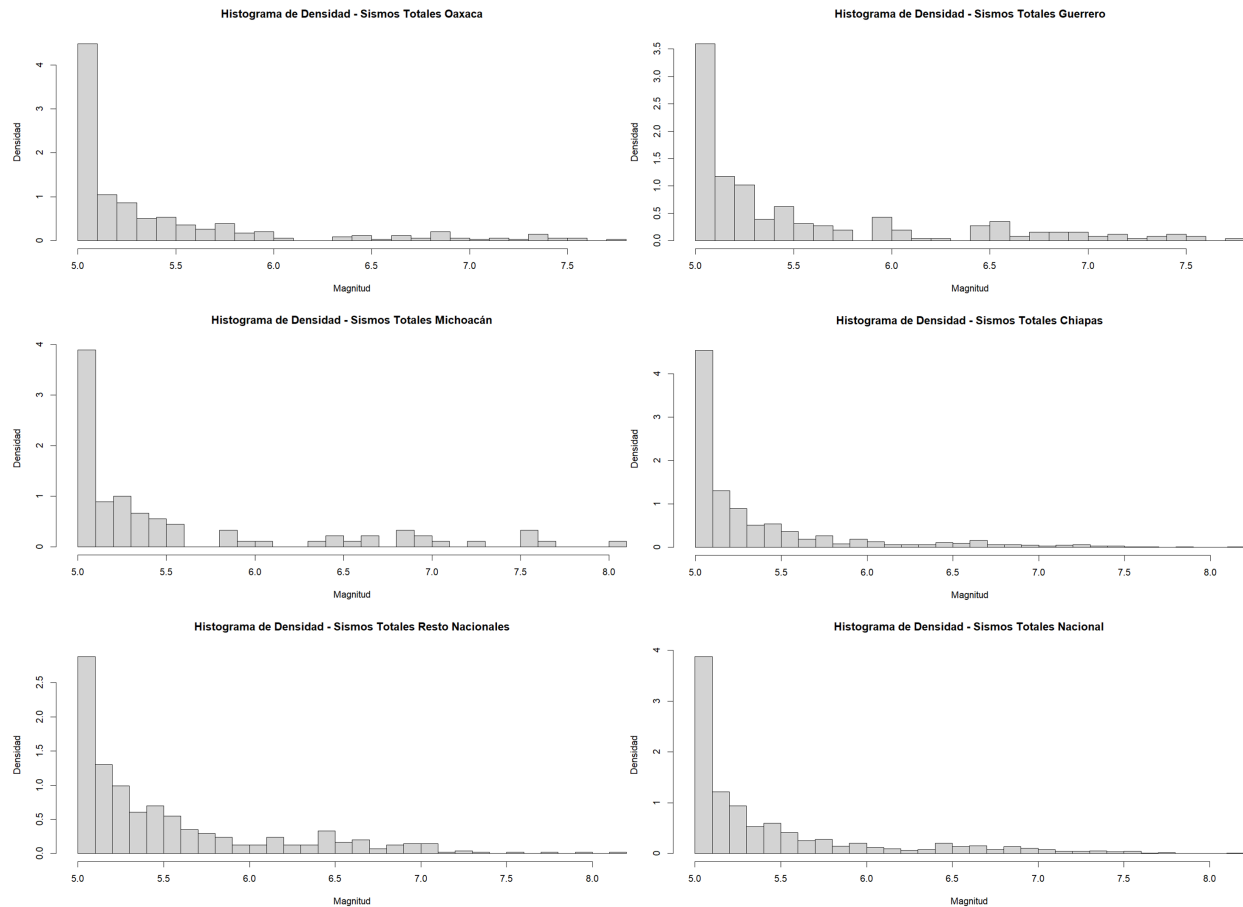 Histograma de Densidad - Sismos Totales Oaxaca
Densidad
0 1 2 3 4
5.0 5.5 6.0 6.5 7.0 7.5
Magnitud
Histograma de Densidad - Sismos Totales Guerrero
Densidad
0.0 0.5 1.0 1.5 2.0 2.5 3.0 3.5
5.0 5.5 6.0 6.5 7.0 7.5
Magnitud
Histograma de Densidad - Sismos Totales Michoacán
Densidad
0 1 2 3 4
5.0 5.5 6.0 6.5 7.0 7.5 8.0
Magnitud
Histograma de Densidad - Sismos Totales Chiapas
Densidad
0 1 2 3 4
5.0 5.5 6.0 6.5 7.0 7.5 8.0
Magnitud
Histograma de Densidad - Sismos Totales Resto Nacionales
Densidad
0.0 0.5 1.0 1.5 2.0 2.5
5.0 5.5 6.0 6.5 7.0 7.5 8.0
Magnitud
Histograma de Densidad - Sismos Totales Nacional
Densidad
0 1 2 3 4
5.0 5.5 6.0 6.5 7.0 7.5 8.0
Magnitud